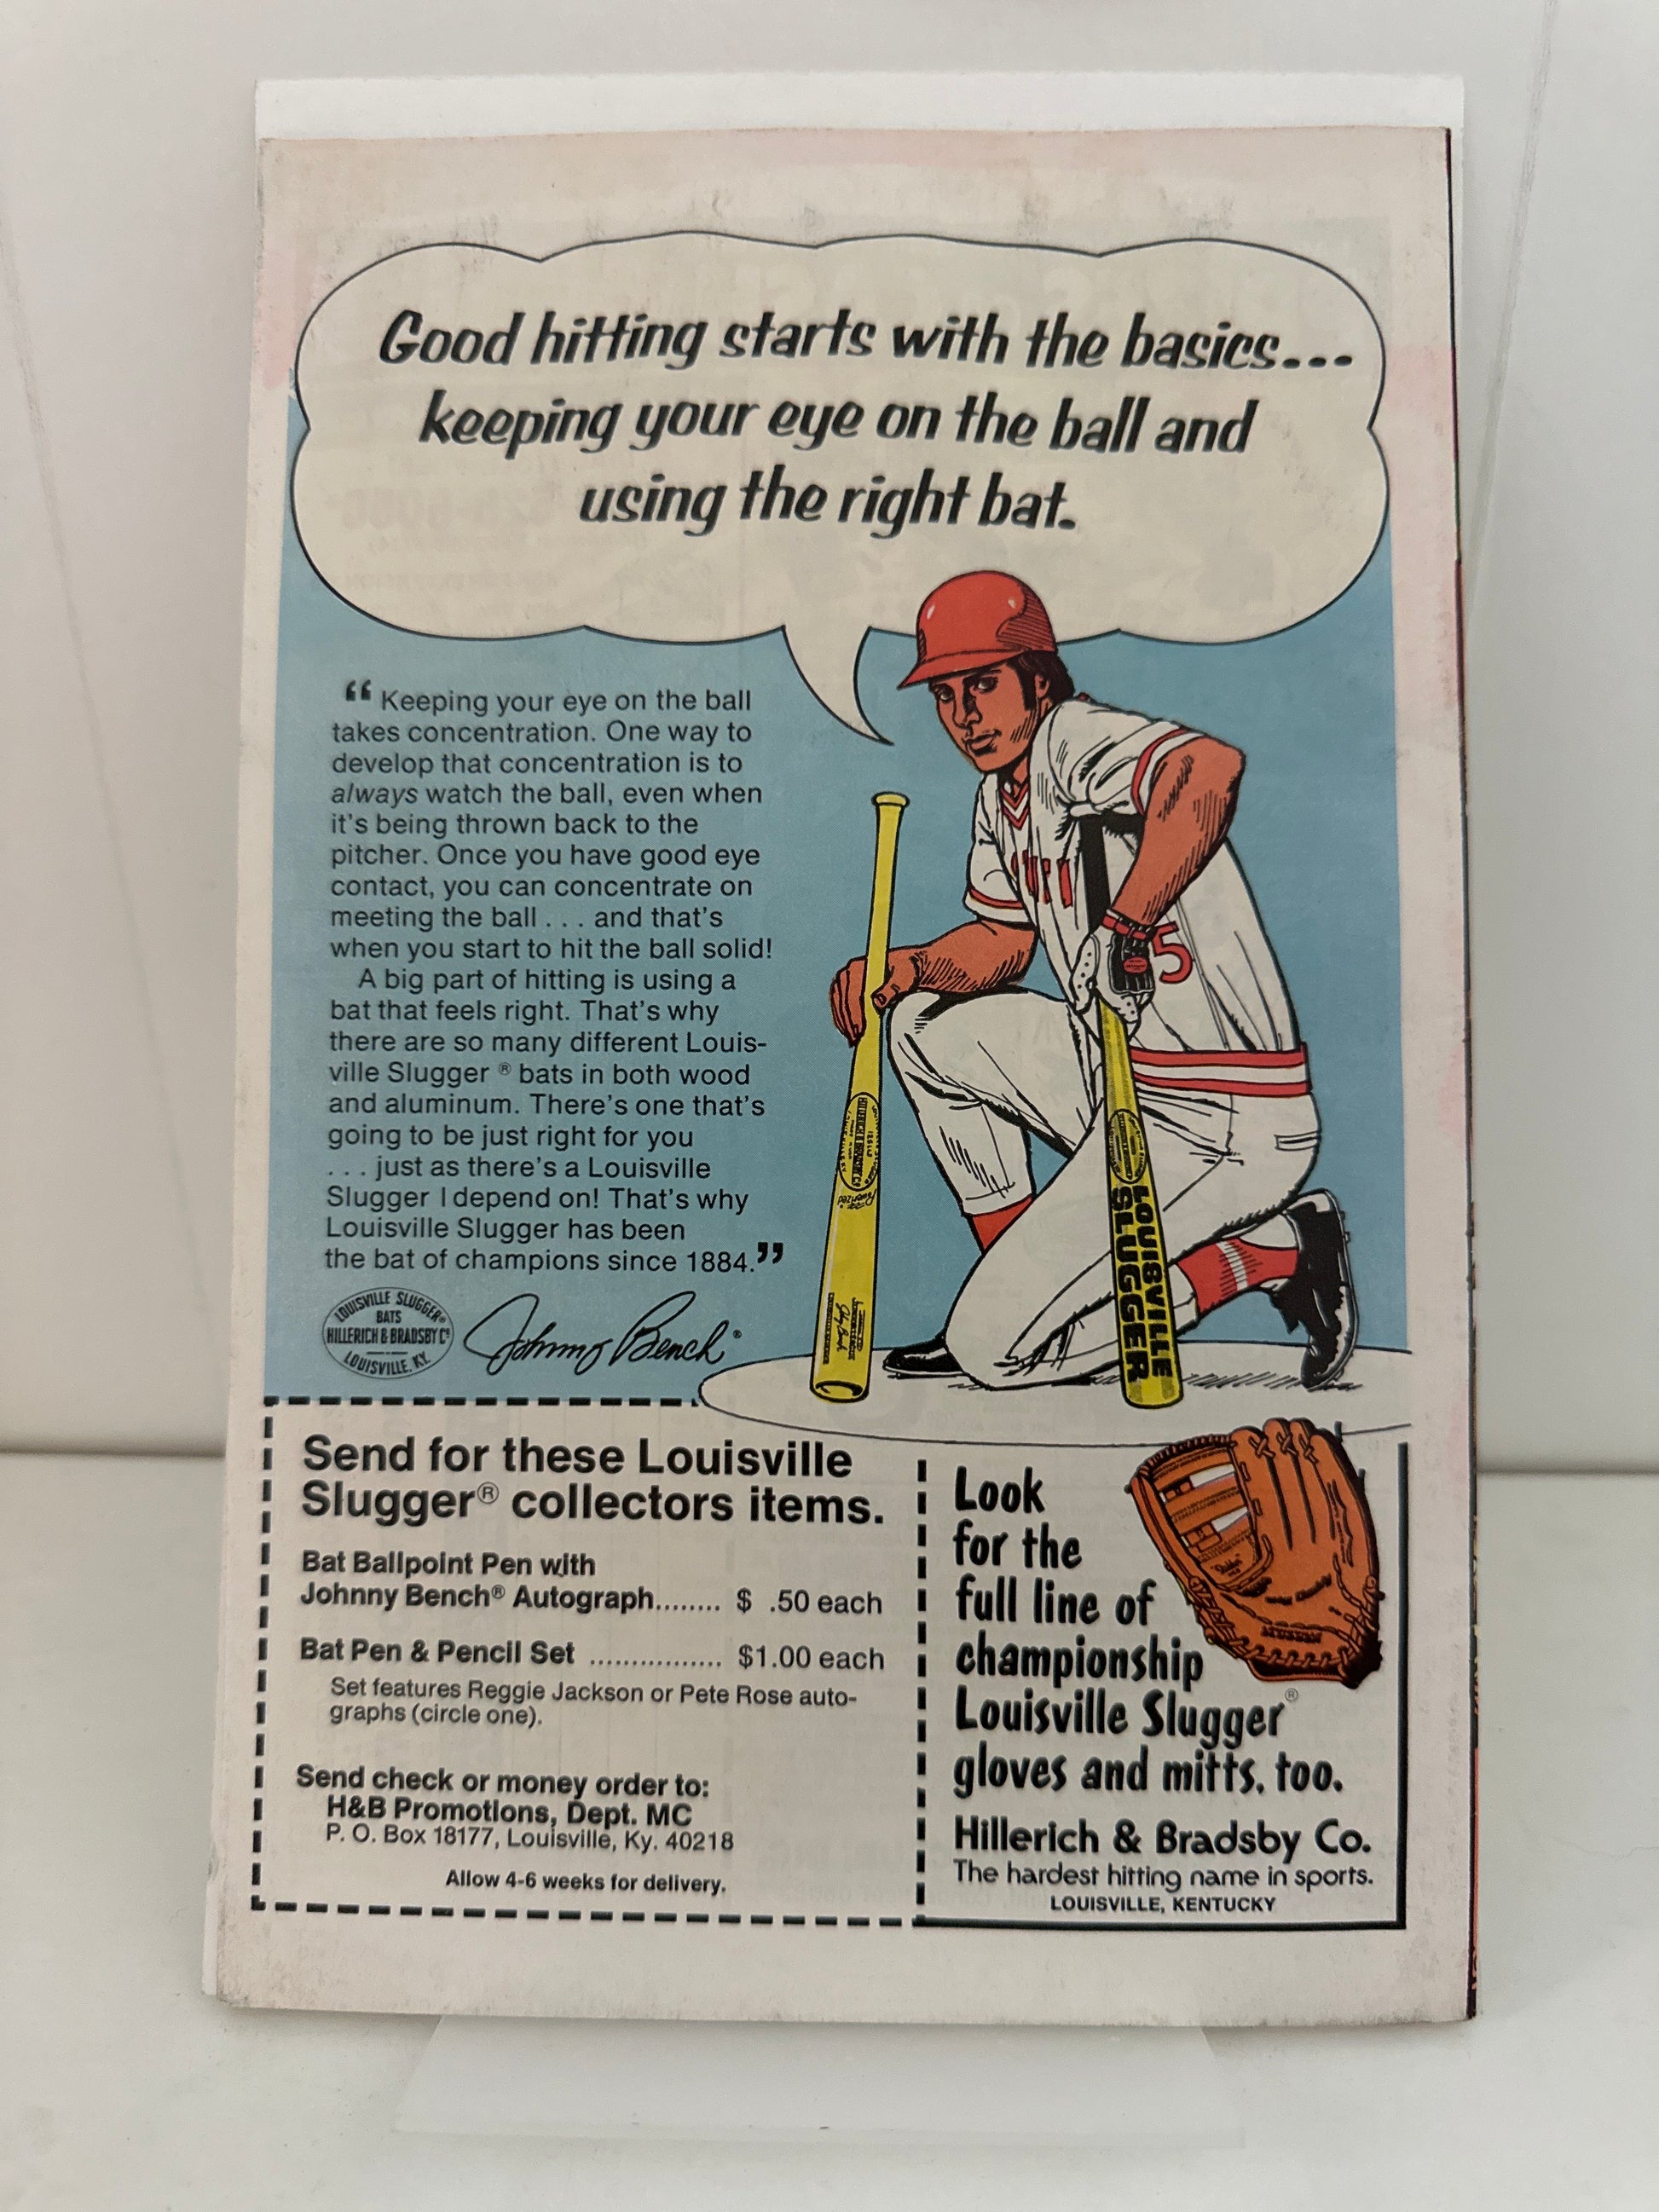 Good hitting starts with the basics...
keeping your eye on the ball and
using the right bat.
“ Keeping your eye on the ball
takes concentration. One way to
develop that concentration is to
always watch the ball, even when
it's being thrown back to the
pitcher. Once you have good eye
contact, you can concentrate on
meeting the ball . . . and that's
when you start to hit the ball solid!
A big part of hitting is using a
bat that feels right. That's why
there are so many different Louis-
ville Slugger ® bats in both wood
and aluminum. There's one that's
going to be just right for you
. . . just as there's a Louisville
Slugger I depend on! That's why
Louisville Slugger has been
the bat of champions since 1884.”
LOUISVILLE SLUGGER®
BATS
HILLERICH & BRADSBY Cº
LOUISVILLE, KY.
Johnny Bench®
5
HILLERICH & BRADSBY Cº
Powerized
LOUISVILLE
SLUGGER
Send for these Louisville
Slugger® collectors items.
Bat Ballpoint Pen with
Johnny Bench® Autograph........ $ .50 each
Bat Pen & Pencil Set ................ $1.00 each
Set features Reggie Jackson or Pete Rose auto-
graphs (circle one).
Send check or money order to:
H&B Promotions, Dept. MC
P. O. Box 18177, Louisville, Ky. 40218
Allow 4-6 weeks for delivery.
Look
for the
full line of
championship
Louisville Slugger®
gloves and mitts, too.
Hillerich & Bradsby Co.
The hardest hitting name in sports.
LOUISVILLE, KENTUCKY